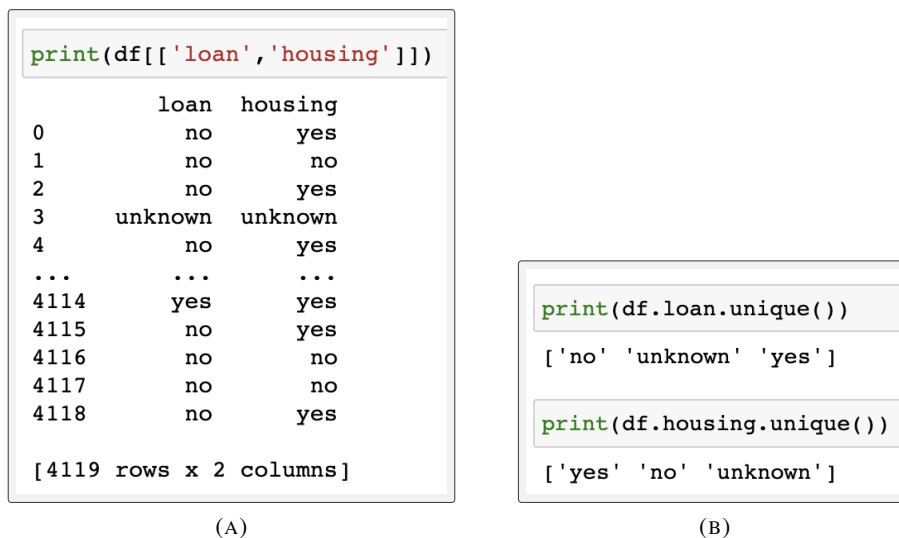 print(df[['loan','housing']])
loan housing
0 no yes
1 no no
2 no yes
3 unknown unknown
4 no yes
... ... ...
4114 yes yes
4115 no yes
4116 no no
4117 no no
4118 no yes
[4119 rows x 2 columns]
(A)
print(df.loan.unique())
['no' 'unknown' 'yes']
print(df.housing.unique())
['yes' 'no' 'unknown']
(B)